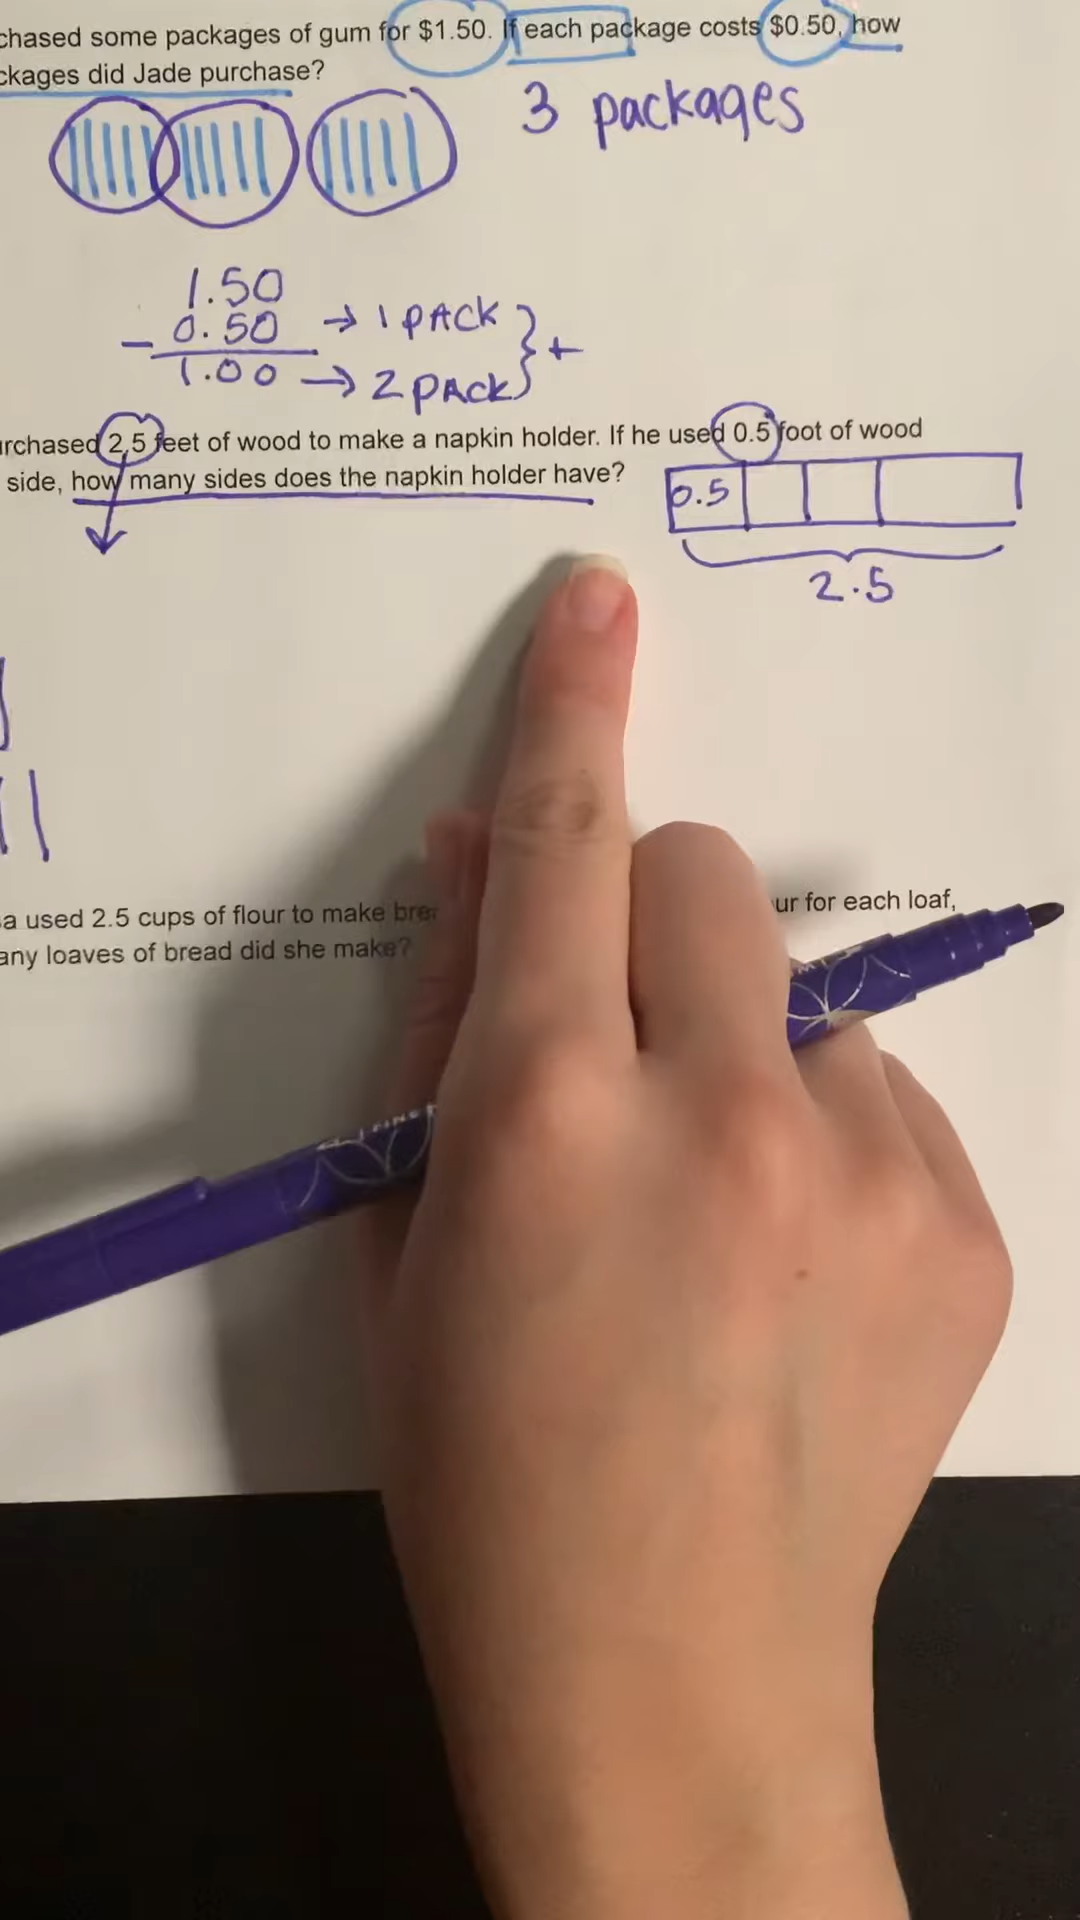 chased some packages of gum for $1.50. If each package costs $0.50, how
ckages did Jade purchase?
3 packages
1.50
- 0.50 → 1 PACK
1.00 → 2 PACK } +
urchased 2.5 feet of wood to make a napkin holder. If he used 0.5 foot of wood
side, how many sides does the napkin holder have?
0.5
2.5
a used 2.5 cups of flour to make
ur for each loaf,
any loaves of bread did she make?